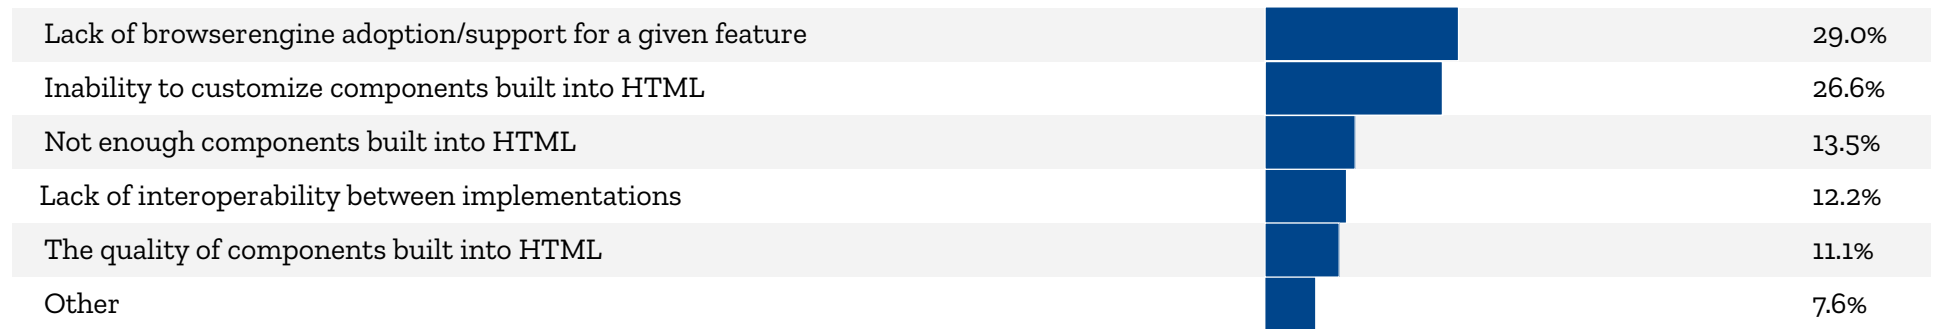 Lack of browserengine adoption/support for a given feature 29.0%
Inability to customize components built into HTML 26.6%
Not enough components built into HTML 13.5%
Lack of interoperability between implementations 12.2%
The quality of components built into HTML 11.1%
Other 7.6%